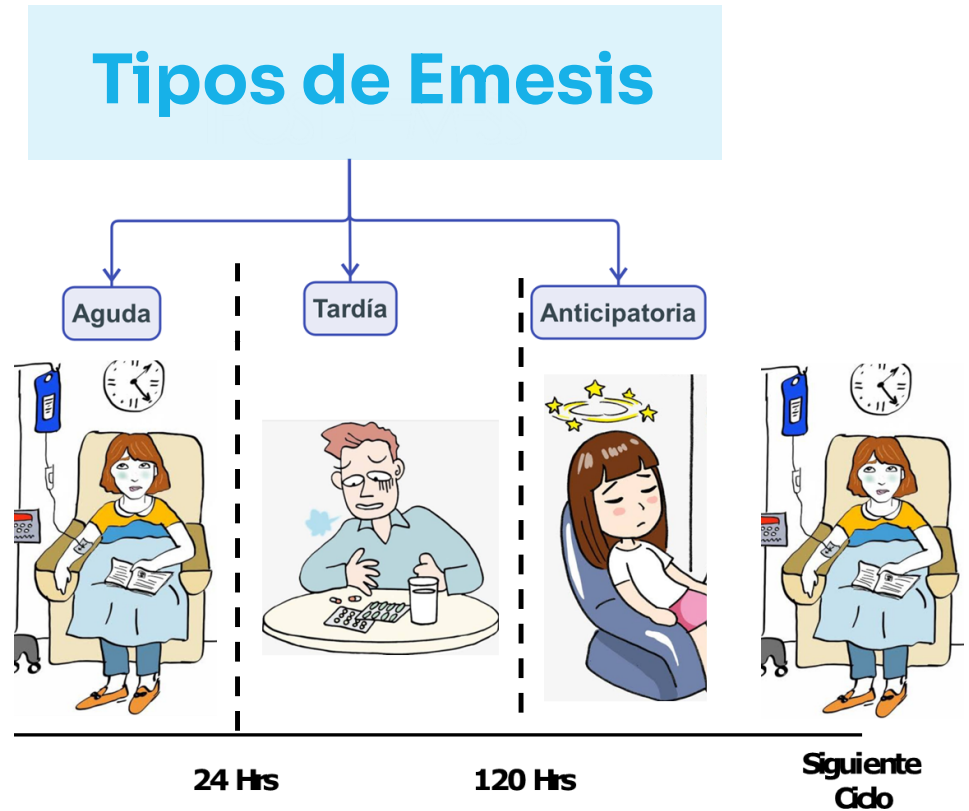 Tipos de Emesis
Aguda
Tardía
Anticipatoria
24 Hrs
120 Hrs
Siguiente
Ciclo